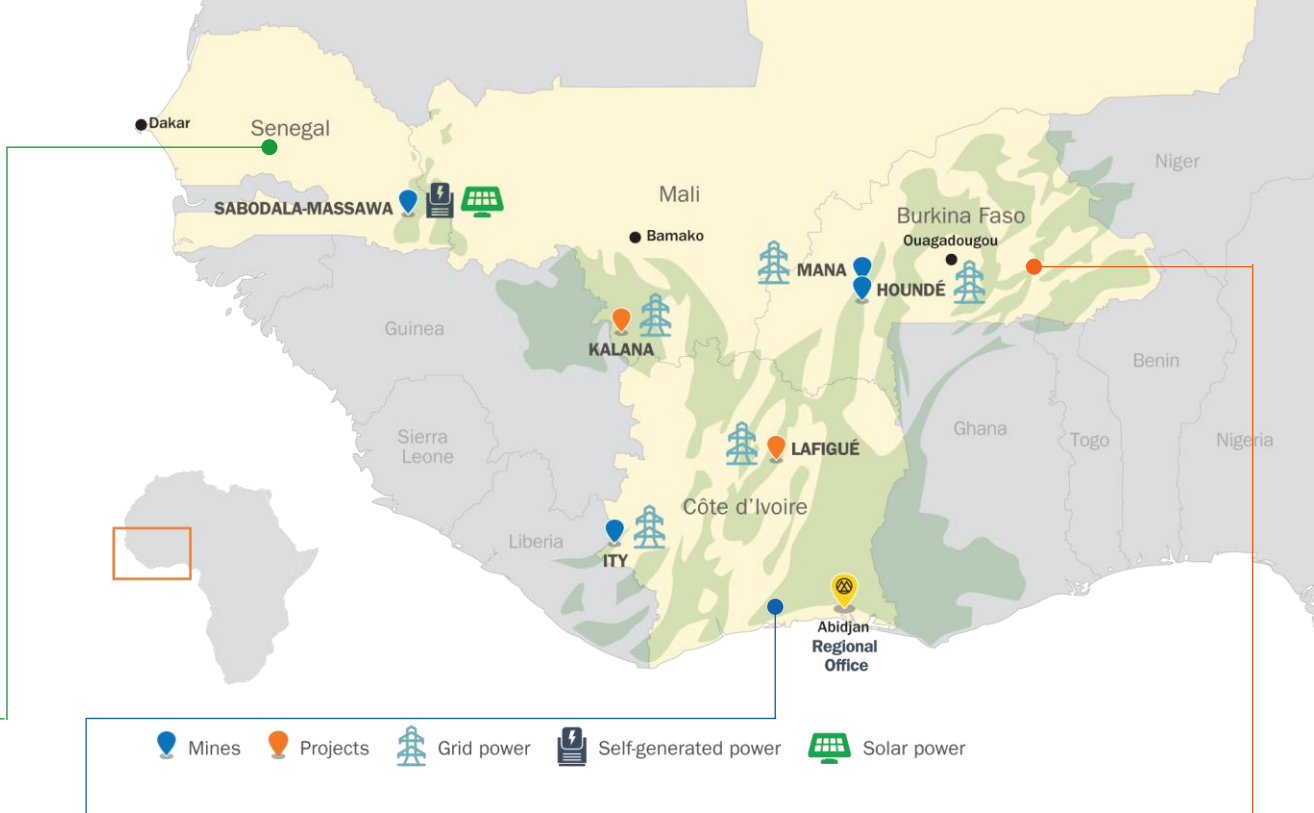 Dakar
Senegal
Niger
Mali
SABODALA-MASSAWA
Burkina Faso
Bamako
Ouagadougou
MANA
HOUNDÉ
Guinea
KALANA
Benin
Ghana
Togo
Nigeria
Sierra
Leone
LAFIGUÉ
Côte d'Ivoire
Liberia
ITY
Abidjan
Regional
Office
Mines
Projects
Grid power
Self-generated power
Solar power